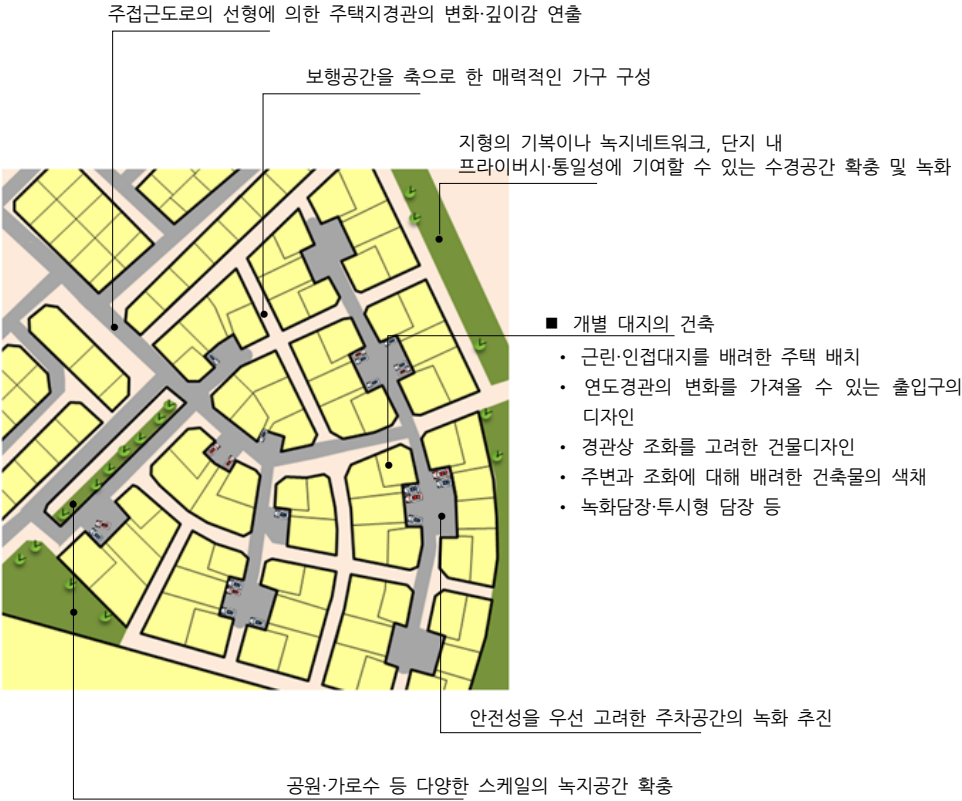 주접근도로의 선형에 의한 주택지경관의 변화·깊이감 연출
보행공간을 축으로 한 매력적인 가구 구성
지형의 기복이나 녹지네트워크, 단지 내
프라이버시·통일성에 기여할 수 있는 수경공간 확충 및 녹화
■ 개별 대지의 건축
• 근린·인접대지를 배려한 주택 배치
• 연도경관의 변화를 가져올 수 있는 출입구의
디자인
• 경관상 조화를 고려한 건물디자인
• 주변과 조화에 대해 배려한 건축물의 색채
• 녹화담장·투시형 담장 등
안전성을 우선 고려한 주차공간의 녹화 추진
공원·가로수 등 다양한 스케일의 녹지공간 확충